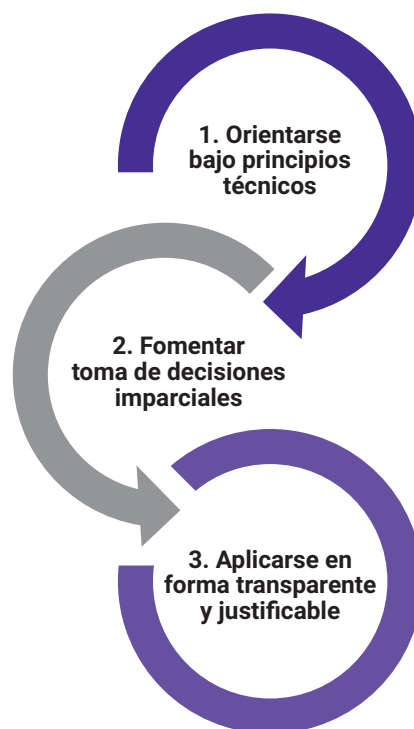 1. Orientarse
bajo principios
técnicos
2. Fomentar
toma de decisiones
imparciales
3. Aplicarse en
forma transparente
y justificable